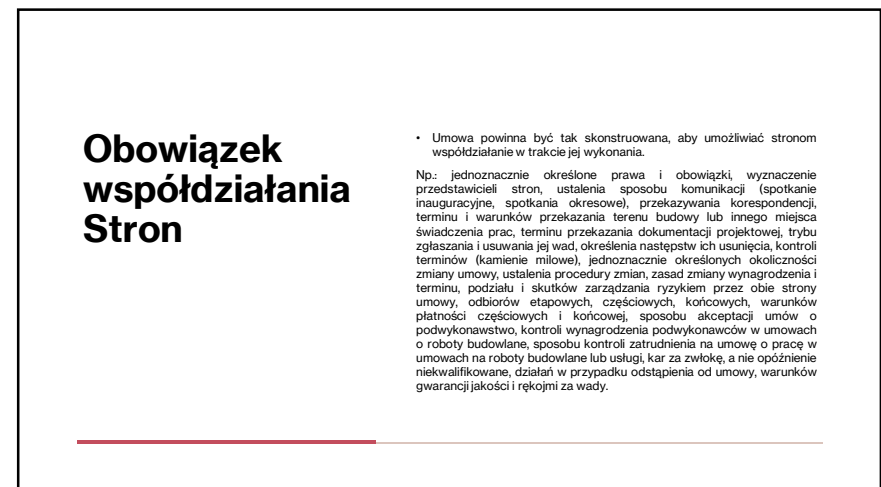 Obowiązek
współdziałania
Stron
• Umowa powinna być tak skonstruowana, aby umożliwiać stronom
współdziałanie w trakcie jej wykonania.
Np.: jednoznacznie określone prawa i obowiązki, wyznaczenie
przedstawicieli stron, ustalenia sposobu komunikacji (spotkanie
inauguracyjne, spotkania okresowe), przekazywania korespondencji,
terminu i warunków przekazania terenu budowy lub innego miejsca
świadczenia prac, terminu przekazania dokumentacji projektowej, trybu
zgłaszania i usuwania jej wad, określenia następstw ich usunięcia, kontroli
terminów (kamienie milowe), jednoznacznie określonych okoliczności
zmiany umowy, ustalenia procedury zmian, zasad zmiany wynagrodzenia i
terminu, podziału i skutków zarządzania ryzykiem przez obie strony
umowy, odbiorów etapowych, częściowych, końcowych, warunków
płatności częściowych i końcowej, sposobu akceptacji umów o
podwykonawstwo, kontroli wynagrodzenia podwykonawców w umowach
o roboty budowlane, sposobu kontroli zatrudnienia na umowę o pracę w
umowach na roboty budowlane lub usługi, kar za zwłokę, a nie opóźnienie
niekwalifikowane, działań w przypadku odstąpienia od umowy, warunków
gwarancji jakości i rękojmi za wady.